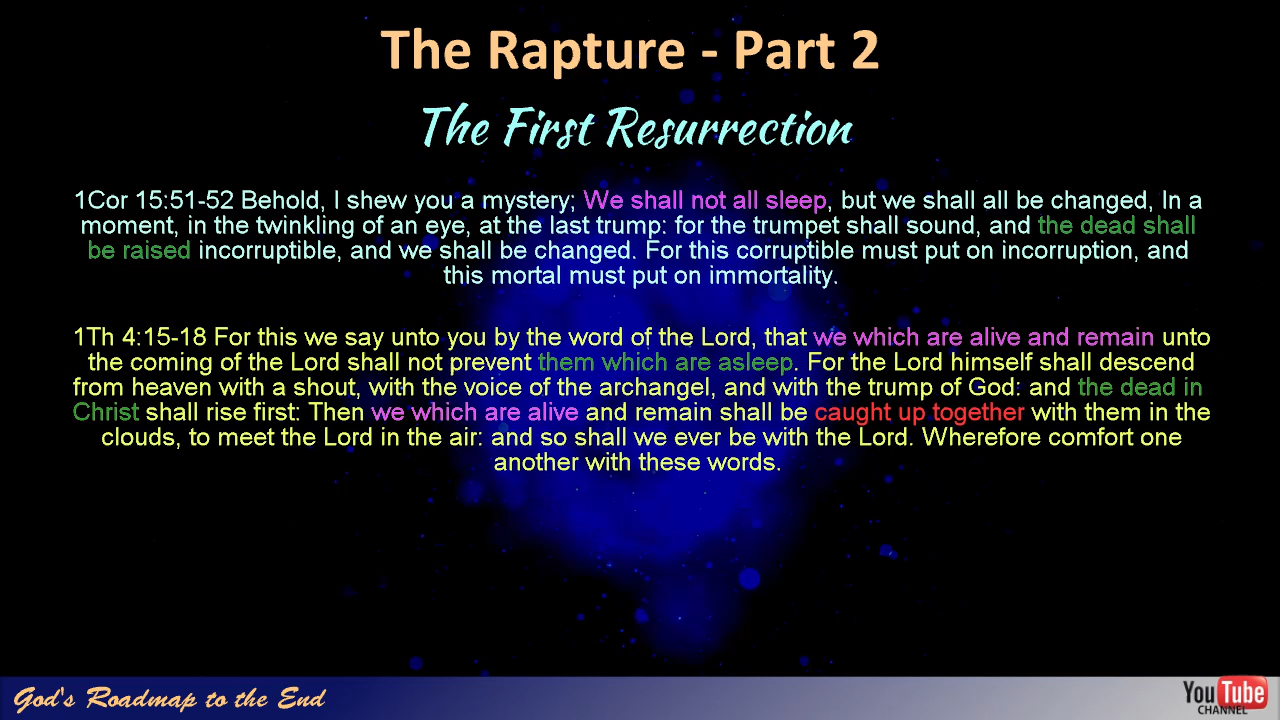 The Rapture - Part 2
The First Resurrection
1Cor 15:51-52 Behold, I shew you a mystery; We shall not all sleep, but we shall all be changed, In a
moment, in the twinkling of an eye, at the last trump: for the trumpet shall sound, and the dead shall
be raised incorruptible, and we shall be changed. For this corruptible must put on incorruption, and
this mortal must put on immortality.
1Th 4:15-18 For this we say unto you by the word of the Lord, that we which are alive and remain unto
the coming of the Lord shall not prevent them which are asleep. For the Lord himself shall descend
from heaven with a shout, with the voice of the archangel, and with the trump of God: and the dead in
Christ shall rise first: Then we which are alive and remain shall be caught up together with them in the
clouds, to meet the Lord in the air: and so shall we ever be with the Lord. Wherefore comfort one
another with these words.
God's Roadmap to the End
YouTube
CHANNEL